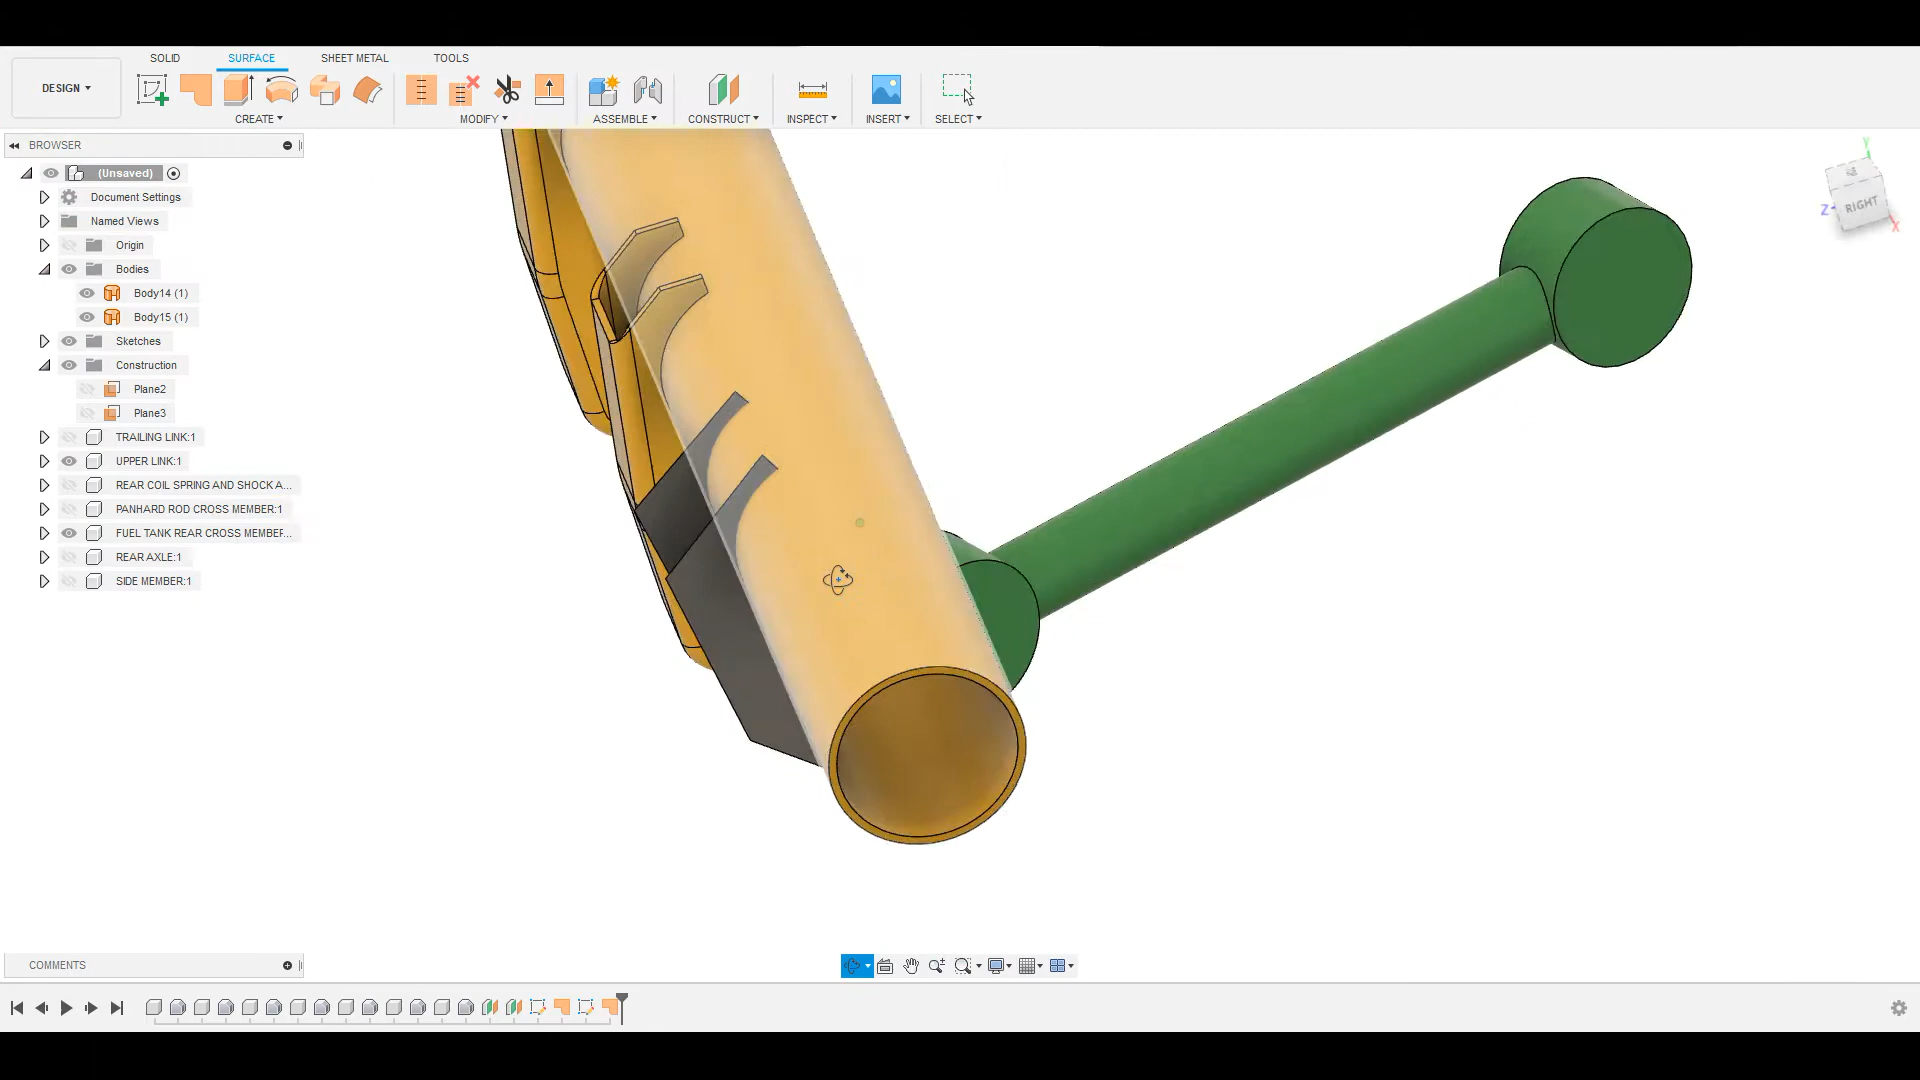 SOLID SURFACE SHEET METAL TOOLS
DESIGN
CREATE MODIFY ASSEMBLE CONSTRUCT INSPECT INSERT SELECT
BROWSER
(Unsaved)
Document Settings
Named Views
Origin
Bodies
Body14 (1)
Body15 (1)
Sketches
Construction
Plane2
Plane3
TRAILING LINK:1
UPPER LINK:1
REAR COIL SPRING AND SHOCK A...
PANHARD ROD CROSS MEMBER:1
FUEL TANK REAR CROSS MEMBER...
REAR AXLE:1
SIDE MEMBER:1
Y
RIGHT
Z
X
COMMENTS